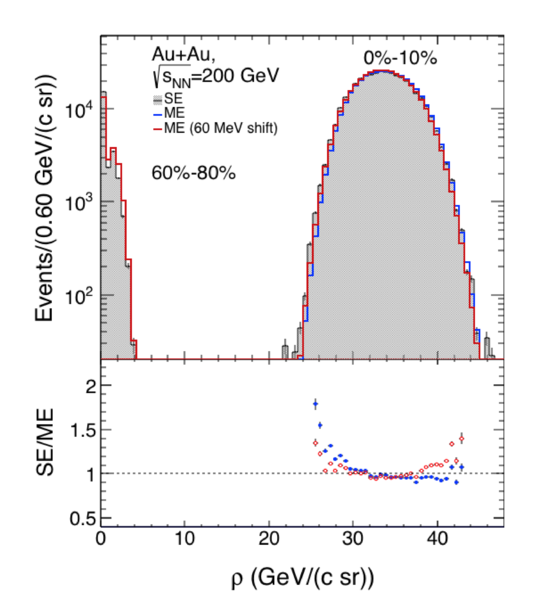 Au+Au,
√sNN=200 GeV
0%-10%
SE
ME
ME (60 MeV shift)
60%-80%
Events/(0.60 GeV/(c sr)
10⁴
10³
10²
SE/ME
2
1.5
1
0.5
0 10 20 30 40
ρ (GeV/(c sr))